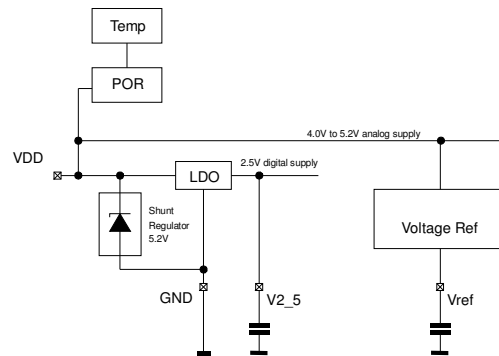 Temp
POR
4.0V to 5.2V analog supply
VDD
2.5V digital supply
LDO
Shunt
Regulator
5.2V
Voltage Ref
GND
V2_5
Vref